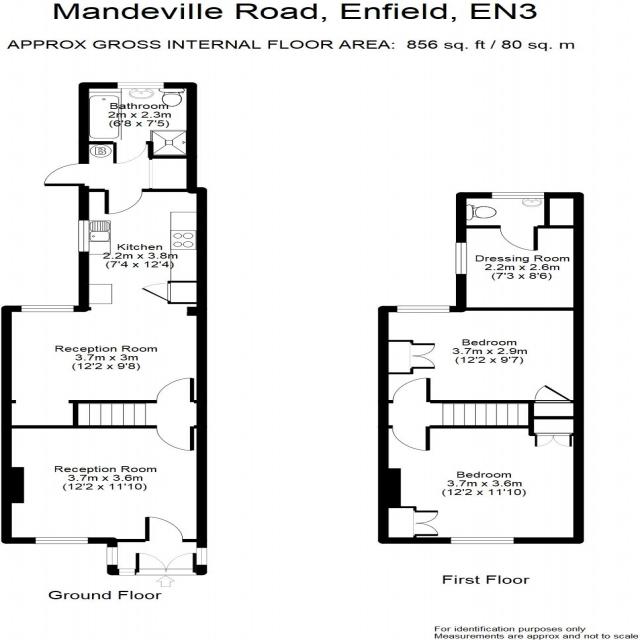 Mandeville Road, Enfield, EN3
APPROX GROSS INTERNAL FLOOR AREA: 856 sq. ft / 80 sq. m
Bathroom
2m x 2.3m
(6'8 x 7'5)
B
Kitchen
2.2m x 3.8m
(7'4 x 12'4)
Reception Room
3.7m x 3m
(12'2 x 9'8)
Reception Room
3.7m x 3.6m
(12'2 x 11'10)
Ground Floor
Dressing Room
2.2m x 2.6m
(7'3 x 8'6)
Bedroom
3.7m x 2.9m
(12'2 x 9'7)
Bedroom
3.7m x 3.6m
(12'2 x 11'10)
First Floor
For identification purposes only
Measurements are approx and not to scale